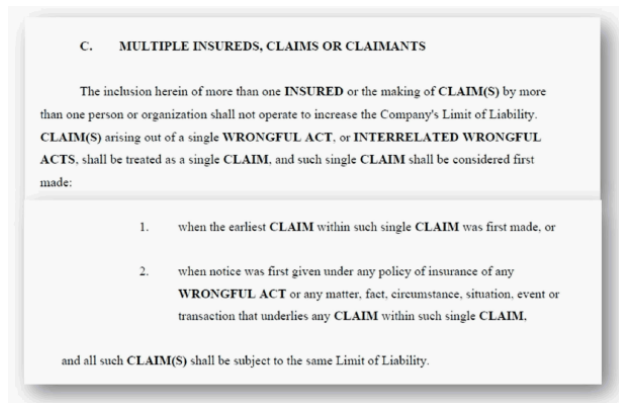 C. MULTIPLE INSUREDS, CLAIMS OR CLAIMANTS
The inclusion herein of more than one INSURED or the making of CLAIM(S) by more
than one person or organization shall not operate to increase the Company's Limit of Liability.
CLAIM(S) arising out of a single WRONGFUL ACT, or INTERRELATED WRONGFUL
ACTS, shall be treated as a single CLAIM, and such single CLAIM shall be considered first
made:
1. when the earliest CLAIM within such single CLAIM was first made, or
2. when notice was first given under any policy of insurance of any
WRONGFUL ACT or any matter, fact, circumstance, situation, event or
transaction that underlies any CLAIM within such single CLAIM,
and all such CLAIM(S) shall be subject to the same Limit of Liability.